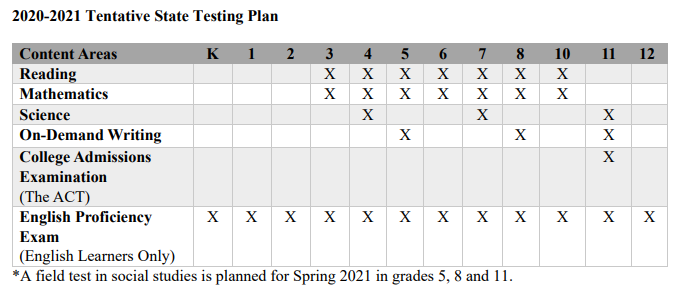 2020-2021 Tentative State Testing Plan
Content Areas K 1 2 3 4 5 6 7 8 10 11 12
Reading X X X X X X X
Mathematics X X X X X X X
Science X X X
On-Demand Writing X X X
College Admissions X
Examination
(The ACT)
English Proficiency X X X X X X X X X X X X
Exam
(English Learners Only)
*A field test in social studies is planned for Spring 2021 in grades 5, 8 and 11.